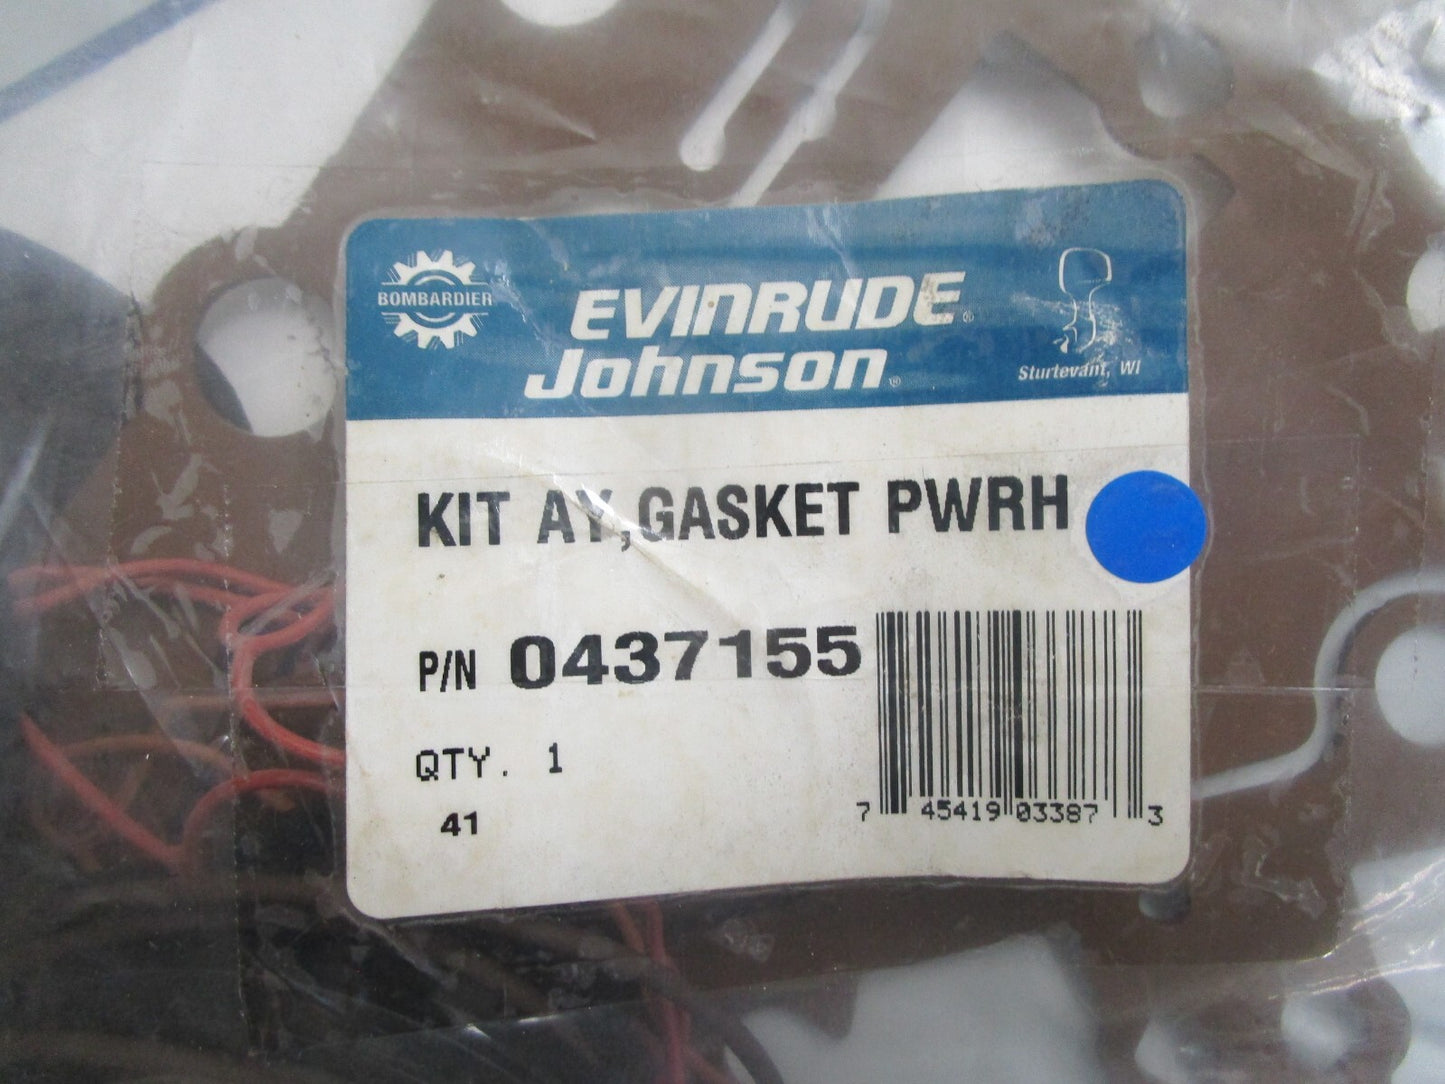 BOMBARDIER
EVINRUDE®
Johnson®
Sturtevant, WI
KIT AY,GASKET PWRH
P/N 0437155
QTY. 1
41
7 45419 03387 3